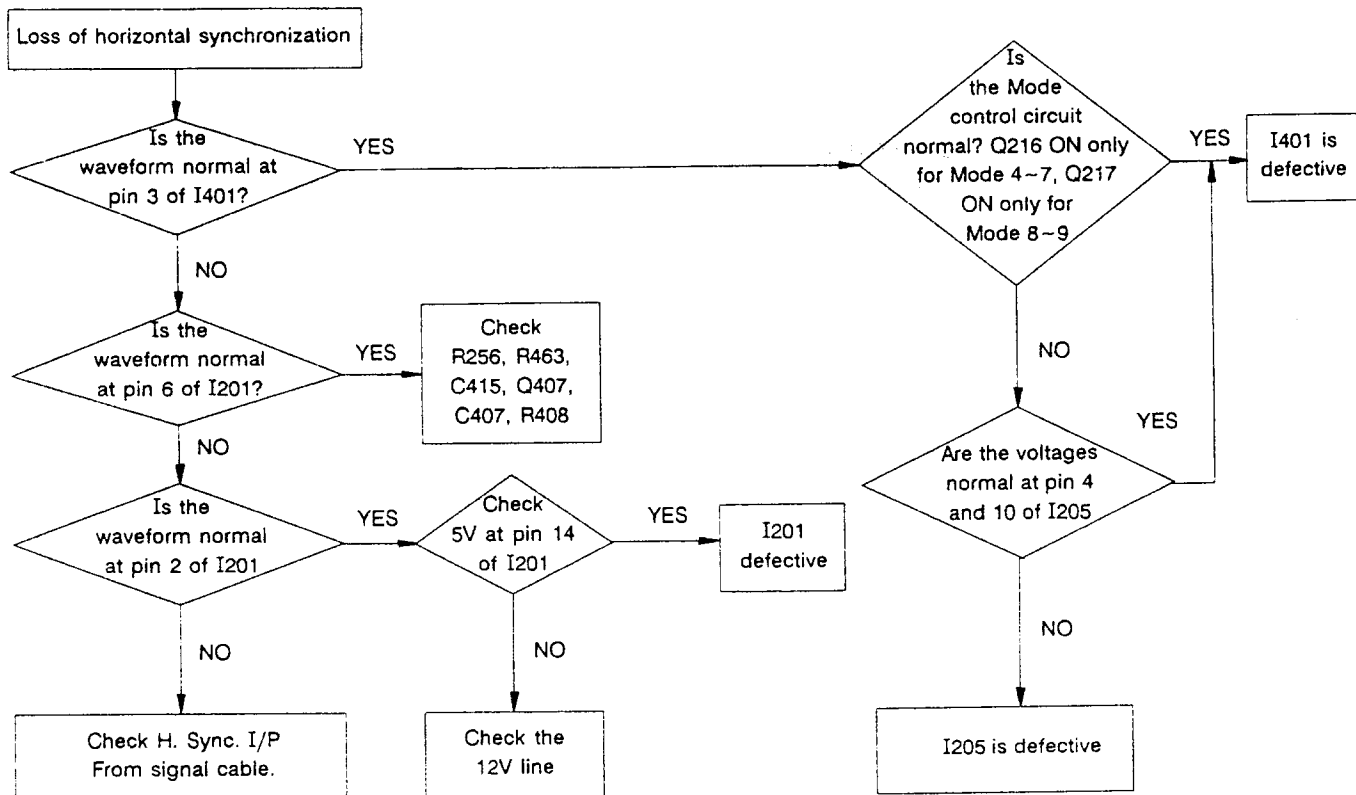 Loss of horizontal synchronization
Is the
waveform normal at
pin 3 of I401?
YES
Is
the Mode
control circuit
normal? Q216 ON only
for Mode 4~7, Q217
ON only for
Mode 8~9
YES
I401 is
defective
NO
Is the
waveform normal
at pin 6 of I201?
YES
Check
R256, R463,
C415, Q407,
C407, R408
NO
Are the voltages
normal at pin 4
and 10 of I205
YES
NO
Is the
waveform normal
at pin 2 of I201
YES
Check
5V at pin 14
of I201
YES
I201
defective
NO
Check H. Sync. I/P
From signal cable.
NO
Check the
12V line
NO
I205 is defective